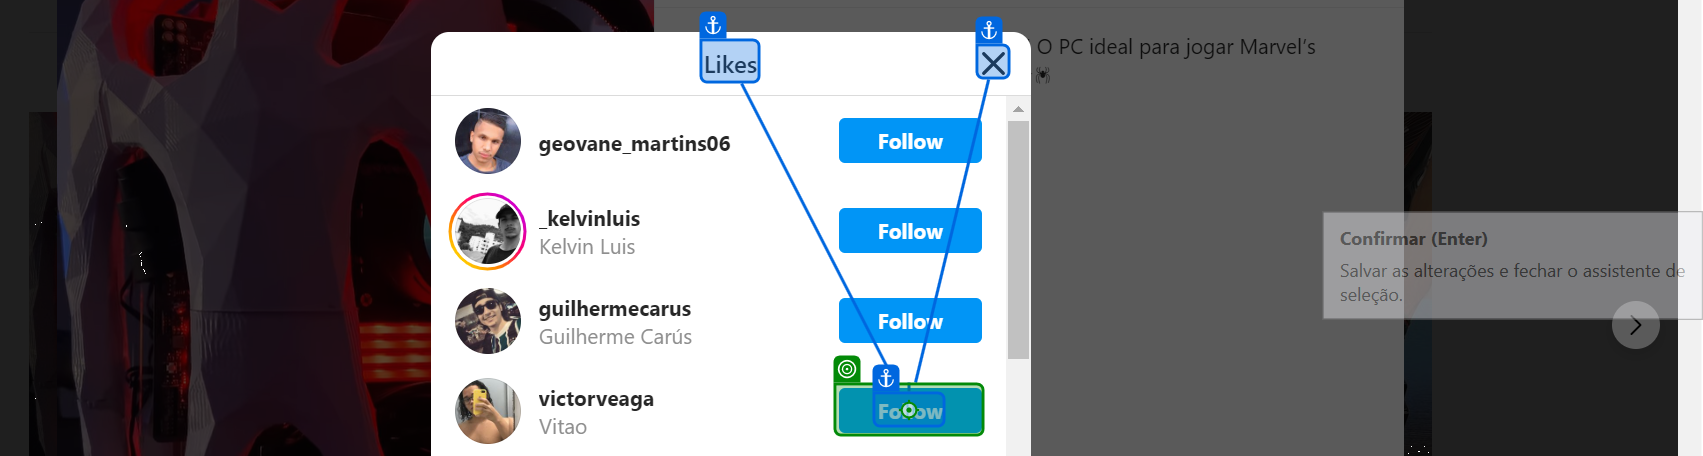 Likes
O PC ideal para jogar Marvel's
geovane_martins06
Follow
_kelvinluis
Kelvin Luis
Follow
Confirmar (Enter)
Salvar as alterações e fechar o assistente de
seleção.
guilhermecarus
Guilherme Carús
Follow
victorveaga
Vitao
Follow